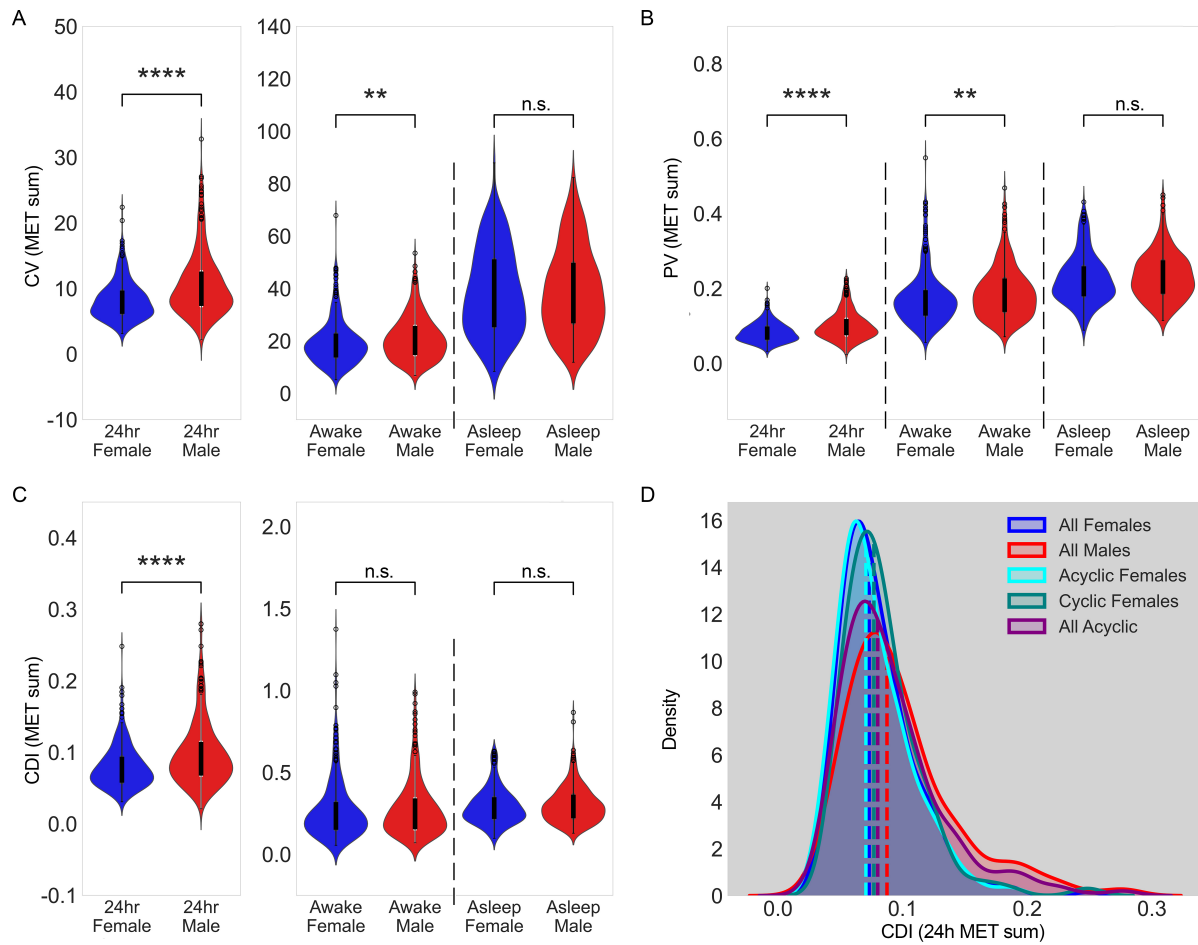 A
CV (MET sum)
50
40
30
20
10
0
-10
****
24hr Female
24hr Male
140
120
100
80
60
40
20
0
**
n.s.
Awake Female
Awake Male
Asleep Female
Asleep Male
B
PV (MET sum)
0.8
0.6
0.4
0.2
0.0
****
**
n.s.
24hr Female
24hr Male
Awake Female
Awake Male
Asleep Female
Asleep Male
C
CDI (MET sum)
0.4
0.3
0.2
0.1
0.0
-0.1
****
24hr Female
24hr Male
2.0
1.5
1.0
0.5
0.0
n.s.
n.s.
Awake Female
Awake Male
Asleep Female
Asleep Male
D
Density
16
14
12
10
8
6
4
2
0
All Females
All Males
Acyclic Females
Cyclic Females
All Acyclic
0.0
0.1
0.2
0.3
CDI (24h MET sum)